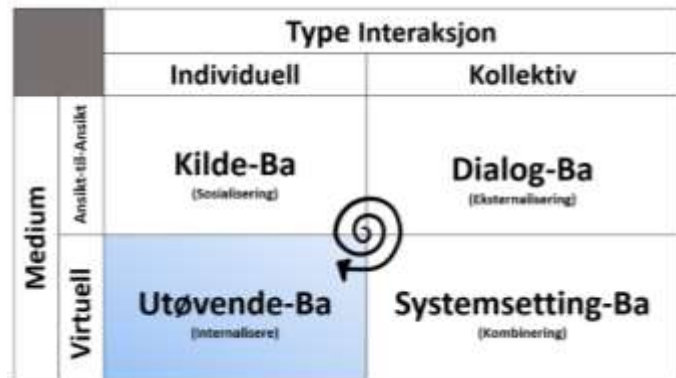 Type Interaksjon
Individuell Kollektiv
Medium
Ansikt-til-Ansikt
Kilde-Ba Dialog-Ba
(Sosialisering) (Eksternalisering)
Virtuell
Utøvende-Ba Systemsetting-Ba
(Internalisere) (Kombinering)